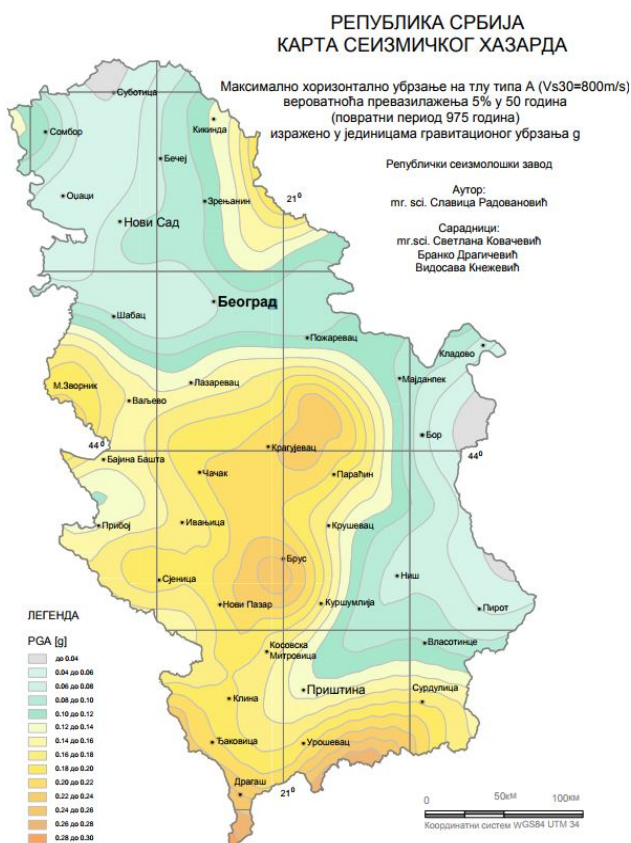 РЕПУБЛИКА СРБИЈА
КАРТА СЕИЗМИЧКОГ ХАЗАРДА
Максимално хоризонтално убрзање на тлу типа А (Vs30=800m/s)
вероватноћа превазилажења 5% у 50 година
(повратни период 975 година)
изражено у јединицама гравитационог убрзања g
Републички сеизмолошки завод
Аутор:
mr. sci. Славица Радовановић
Сарадници:
mr.sci. Светлана Ковачевић
Бранко Драгичевић
Видосава Кнежевић
Суботица
Сомбор
Кикинда
Бечеј
Оџаци
Зрењанин
21⁰
Нови Сад
Београд
Шабац
Пожаревац
Кладово
М.Зворник
Лазаревац
Мајданпек
Ваљево
Бор
44⁰
Крагујевац
44⁰
Бајина Башта
Чачак
Параћин
Прибој
Ивањица
Крушевац
Брус
Сјеница
Ниш
Нови Пазар
Куршумлија
Пирот
Власотинце
Косовска
Митровица
Приштина
Сурдулица
Клина
Ђаковица
Урошевац
Драгаш
21⁰
ЛЕГЕНДА
PGA [g]
до 0.04
0.04 до 0.06
0.06 до 0.08
0.08 до 0.10
0.10 до 0.12
0.12 до 0.14
0.14 до 0.16
0.16 до 0.18
0.18 до 0.20
0.20 до 0.22
0.22 до 0.24
0.24 до 0.26
0.26 до 0.28
0.28 до 0.30
0 50КМ 100КМ
Координатни систем WGS84 UTM 34